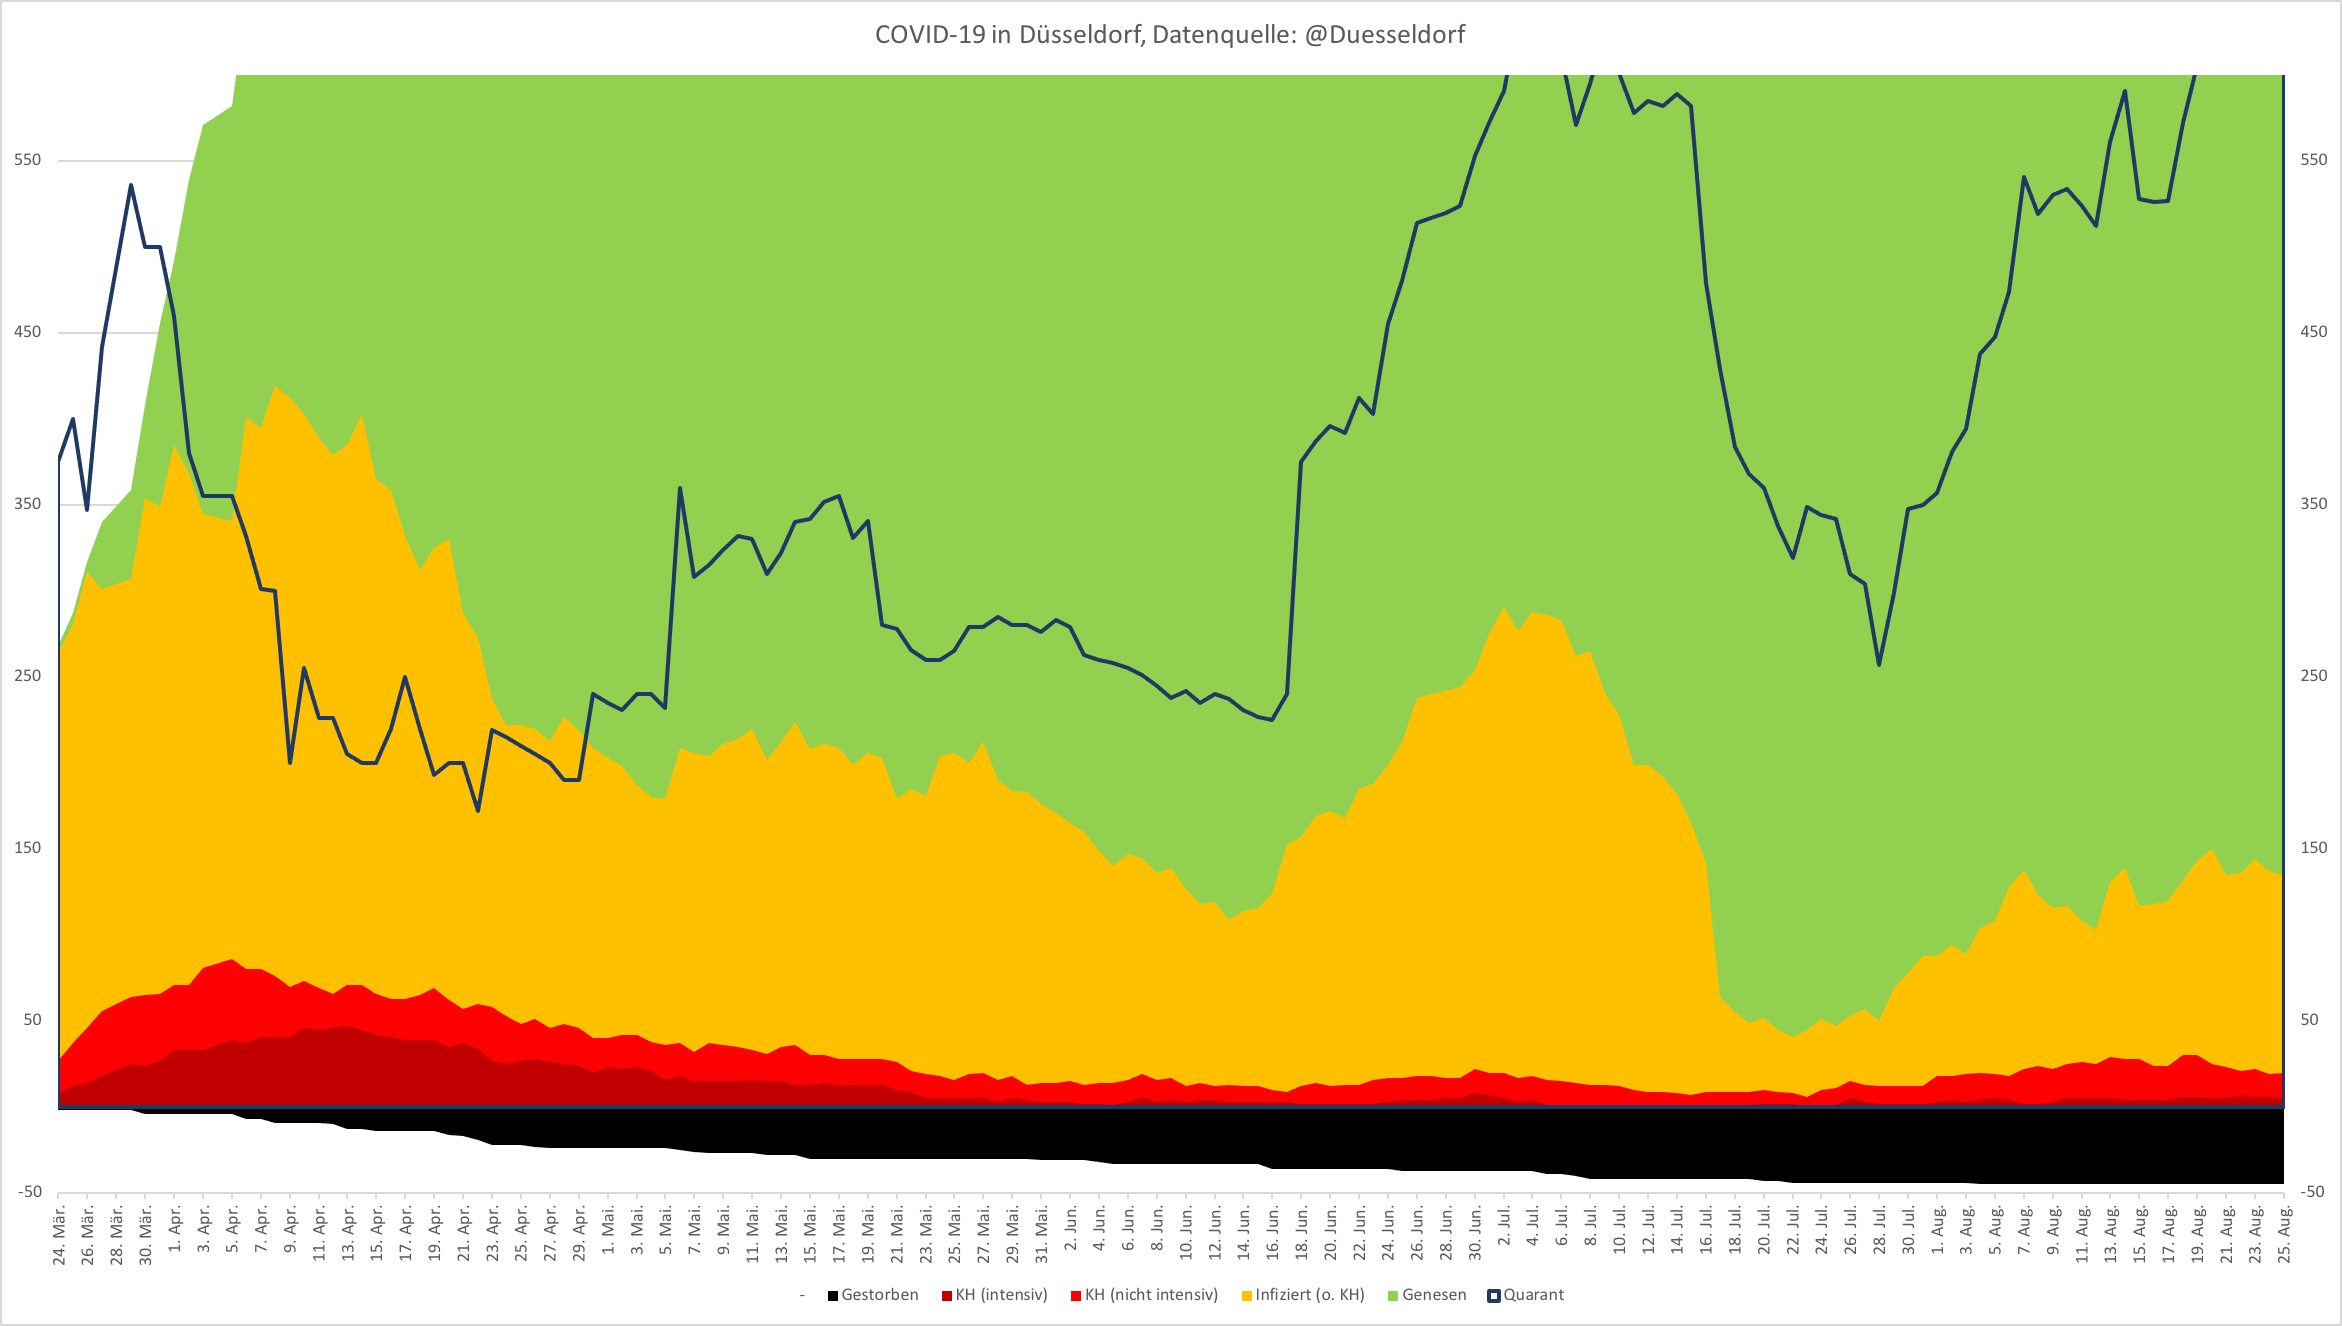 COVID-19 in Düsseldorf, Datenquelle: @Duesseldorf
550 550
450 450
350 350
250 250
150 150
50 50
-50 -50
24. Mär. 26. Mär. 28. Mär. 30. Mär. 1. Apr. 3. Apr. 5. Apr. 7. Apr. 9. Apr. 11. Apr. 13. Apr. 15. Apr. 17. Apr. 19. Apr. 21. Apr. 23. Apr. 25. Apr. 27. Apr. 29. Apr. 1. Mai. 3. Mai. 5. Mai. 7. Mai. 9. Mai. 11. Mai. 13. Mai. 15. Mai. 17. Mai. 19. Mai. 21. Mai. 23. Mai. 25. Mai. 27. Mai. 29. Mai. 31. Mai. 2. Jun. 4. Jun. 6. Jun. 8. Jun. 10. Jun. 12. Jun. 14. Jun. 16. Jun. 18. Jun. 20. Jun. 22. Jun. 24. Jun. 26. Jun. 28. Jun. 30. Jun. 2. Jul. 4. Jul. 6. Jul. 8. Jul. 10. Jul. 12. Jul. 14. Jul. 16. Jul. 18. Jul. 20. Jul. 22. Jul. 24. Jul. 26. Jul. 28. Jul. 30. Jul. 1. Aug. 3. Aug. 5. Aug. 7. Aug. 9. Aug. 11. Aug. 13. Aug. 15. Aug. 17. Aug. 19. Aug. 21. Aug. 23. Aug. 25. Aug.
- Gestorben KH (intensiv) KH (nicht intensiv) Infiziert (o. KH) Genesen Quarant